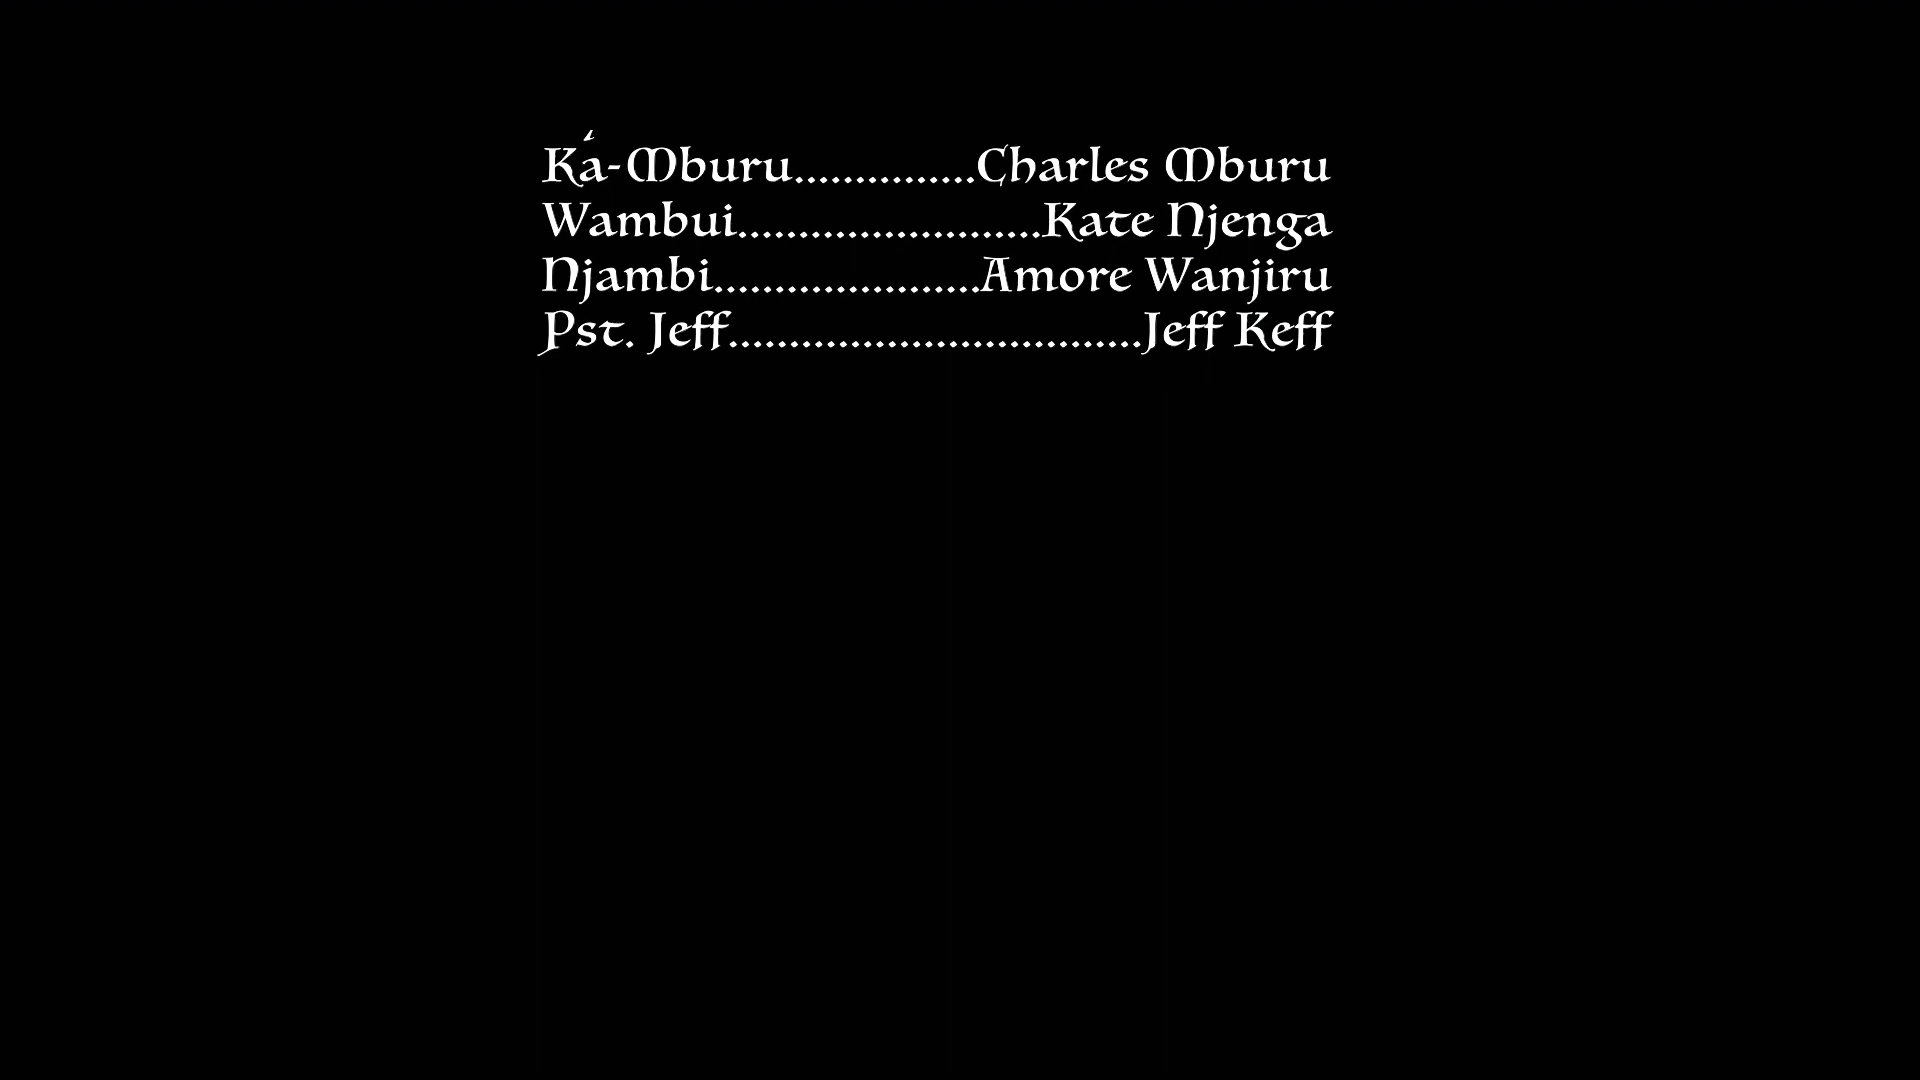 Ká-Mburu...............Charles Mburu
Wambui.........................Kate Njenga
Njambi......................Amore Wanjiru
Pst. Jeff..................................Jeff Keff